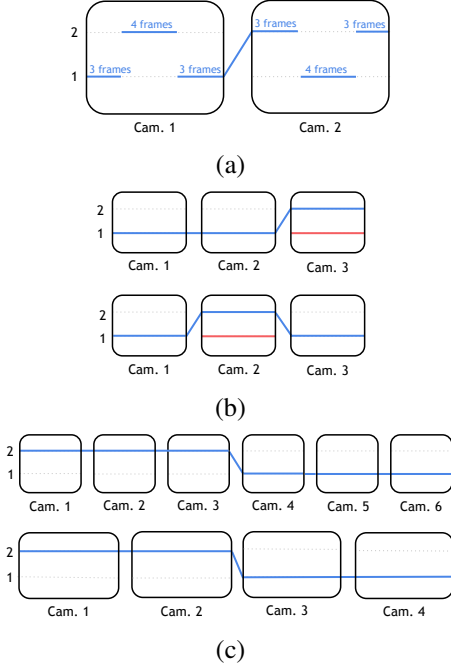 4 frames 3 frames 3 frames
2
3 frames 3 frames 4 frames
1
Cam. 1 Cam. 2
(a)
2
1
Cam. 1 Cam. 2 Cam. 3
2
1
Cam. 1 Cam. 2 Cam. 3
(b)
2
1
Cam. 1 Cam. 2 Cam. 3 Cam. 4 Cam. 5 Cam. 6
2
1
Cam. 1 Cam. 2 Cam. 3 Cam. 4
(c)